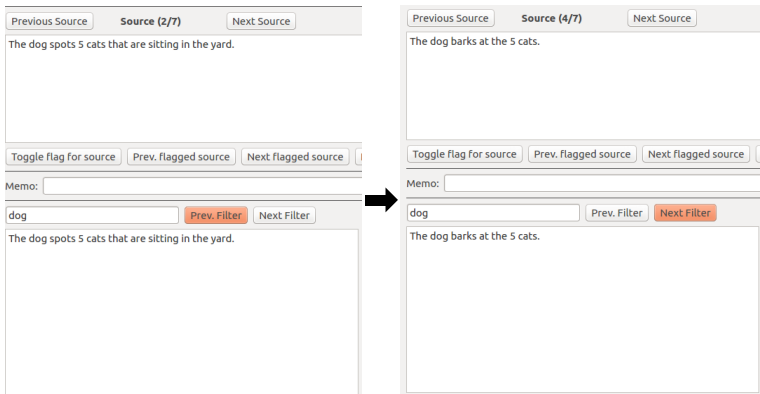 Previous Source Source (2/7) Next Source
The dog spots 5 cats that are sitting in the yard.
Toggle flag for source Prev. flagged source Next flagged source
Memo:
dog Prev. Filter Next Filter
The dog spots 5 cats that are sitting in the yard.
Previous Source Source (4/7) Next Source
The dog barks at the 5 cats.
Toggle flag for source Prev. flagged source Next flagged source
Memo:
dog Prev. Filter Next Filter
The dog barks at the 5 cats.